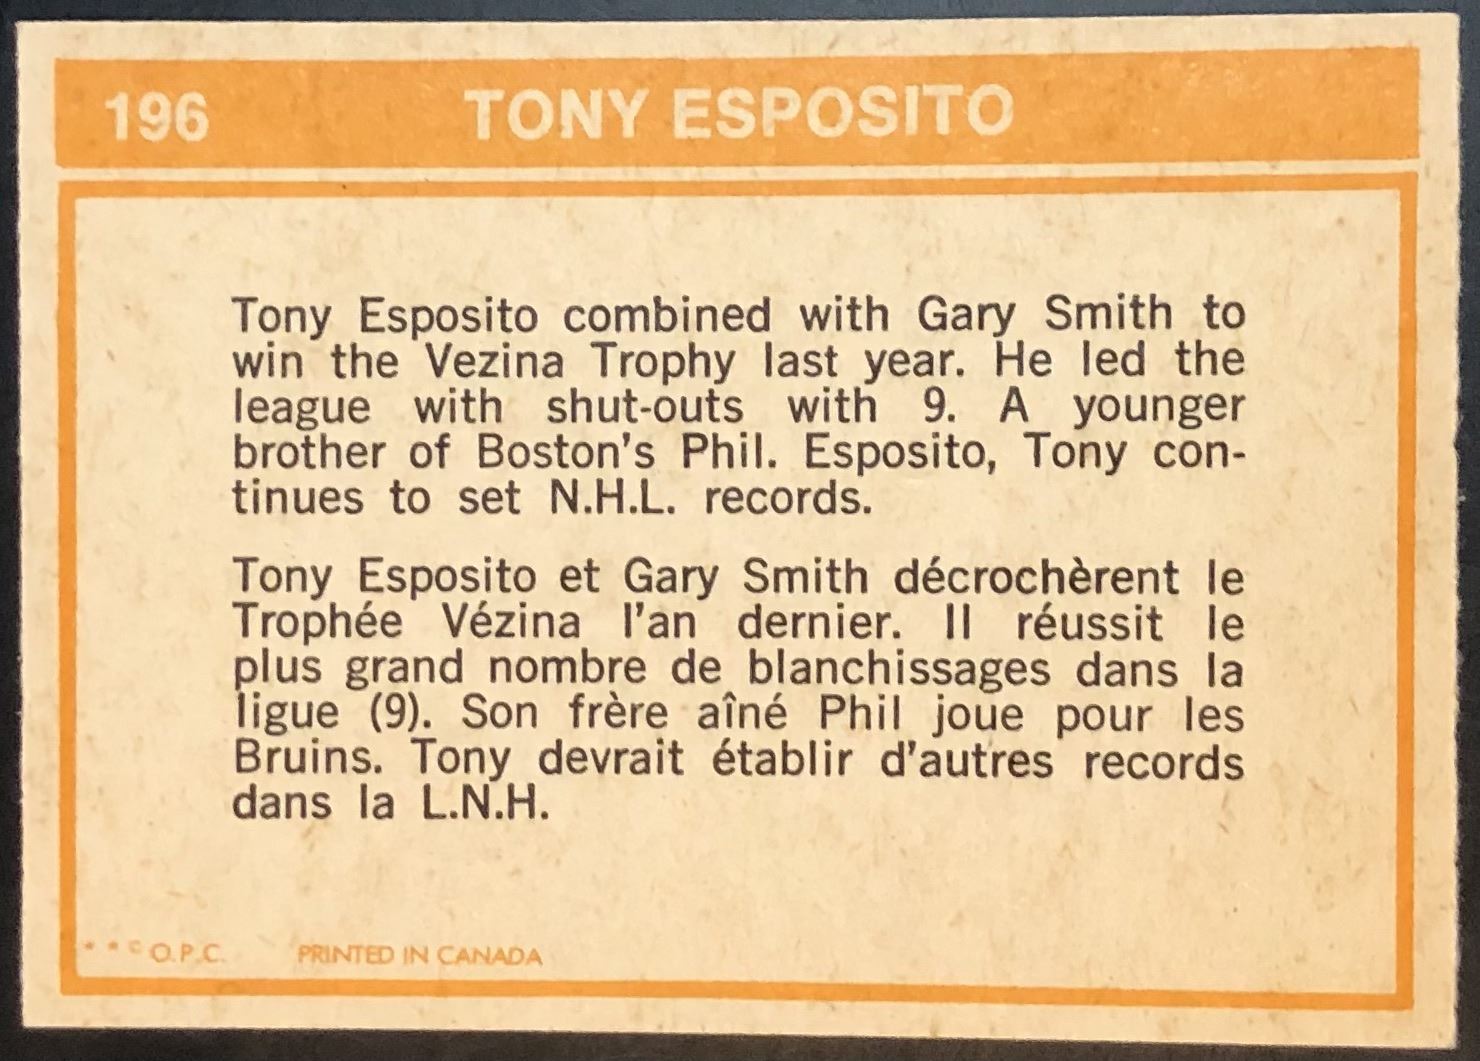 196 TONY ESPOSITO
Tony Esposito combined with Gary Smith to
win the Vezina Trophy last year. He led the
league with shut-outs with 9. A younger
brother of Boston's Phil. Esposito, Tony con-
tinues to set N.H.L. records.
Tony Esposito et Gary Smith décrochèrent le
Trophée Vézina l'an dernier. Il réussit le
plus grand nombre de blanchissages dans la
ligue (9). Son frère aîné Phil joue pour les
Bruins. Tony devrait établir d'autres records
dans la L.N.H.
* * © O.P.C. PRINTED IN CANADA